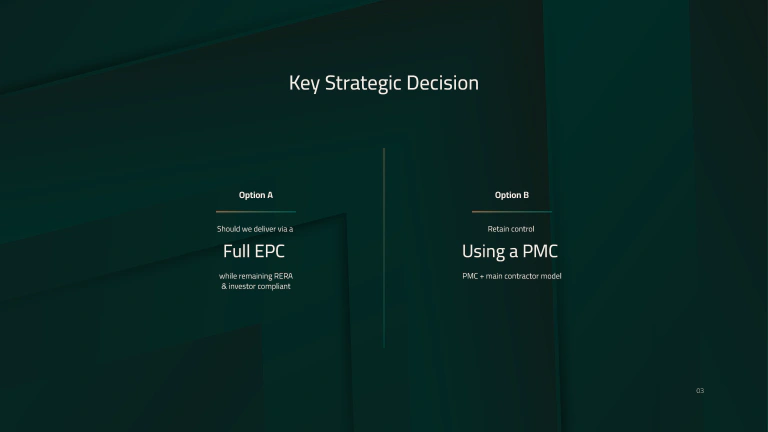 Key Strategic Decision
Option A
Should we deliver via a
Full EPC
while remaining RERA
& investor compliant
Option B
Retain control
Using a PMC
PMC + main contractor model
03